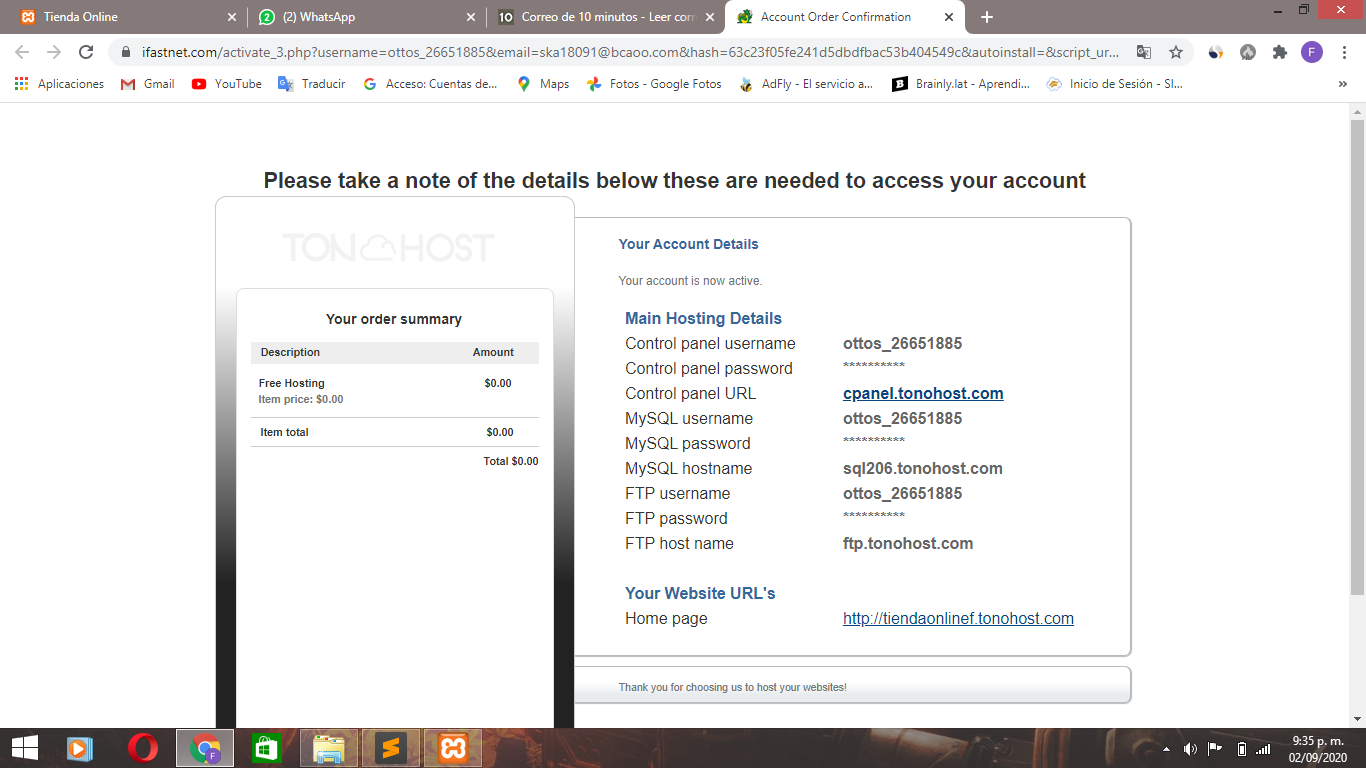 Tienda Online
(2) WhatsApp
Correo de 10 minutos - Leer corr
Account Order Confirmation
ifastnet.com/activate_3.php?username=ottos_26651885&email=ska18091@bcaoo.com&hash=63c23f05fe241d5dbdfbac53b404549c&autoinstall=&script_ur...
Aplicaciones
Gmail
YouTube
Traducir
Acceso: Cuentas de...
Maps
Fotos - Google Fotos
AdFly - El servicio a...
Brainly.lat - Aprendi...
Inicio de Sesión - SI...
Please take a note of the details below these are needed to access your account
TONOHOST
Your order summary
Description Amount
Free Hosting $0.00
Item price: $0.00
Item total $0.00
Total $0.00
Your Account Details
Your account is now active.
Main Hosting Details
Control panel username ottos_26651885
Control panel password **********
Control panel URL cpanel.tonohost.com
MySQL username ottos_26651885
MySQL password **********
MySQL hostname sql206.tonohost.com
FTP username ottos_26651885
FTP password **********
FTP host name ftp.tonohost.com
Your Website URL's
Home page http://tiendaonlinef.tonohost.com
Thank you for choosing us to host your websites!
9:35 p. m.
02/09/2020